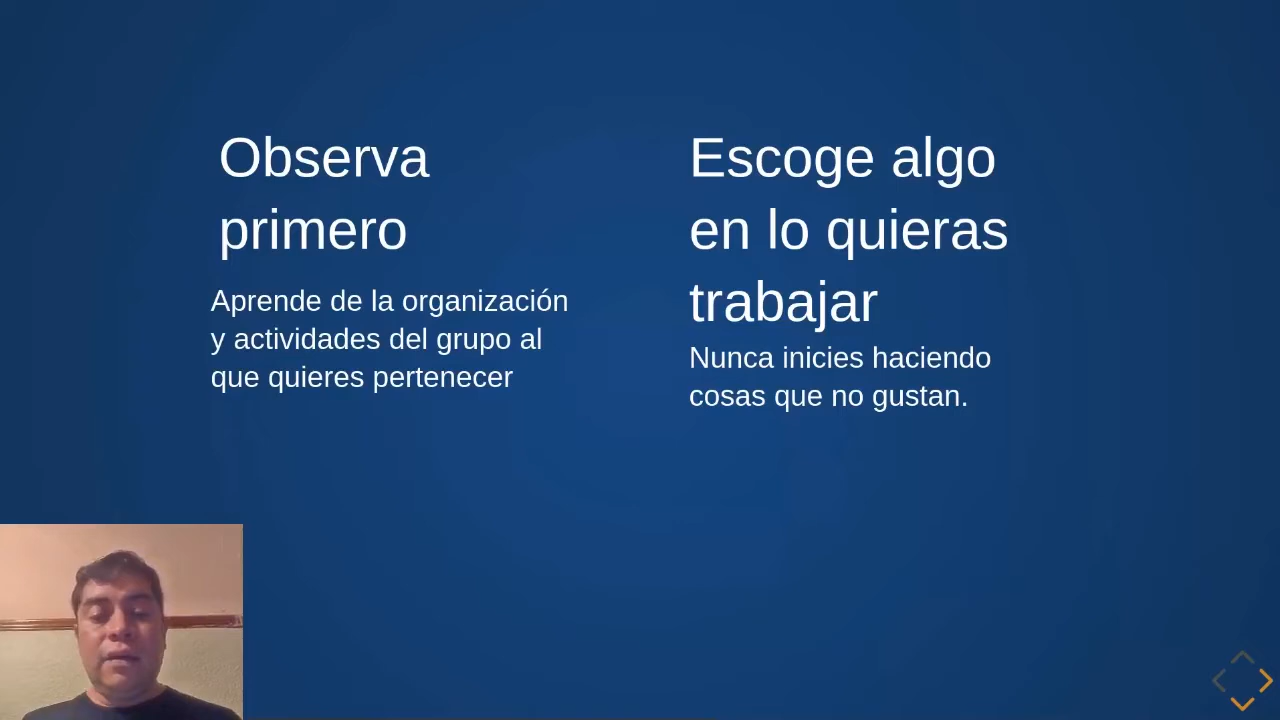 Observa
primero
Aprende de la organización
y actividades del grupo al
que quieres pertenecer
Escoge algo
en lo quieras
trabajar
Nunca inicies haciendo
cosas que no gustan.